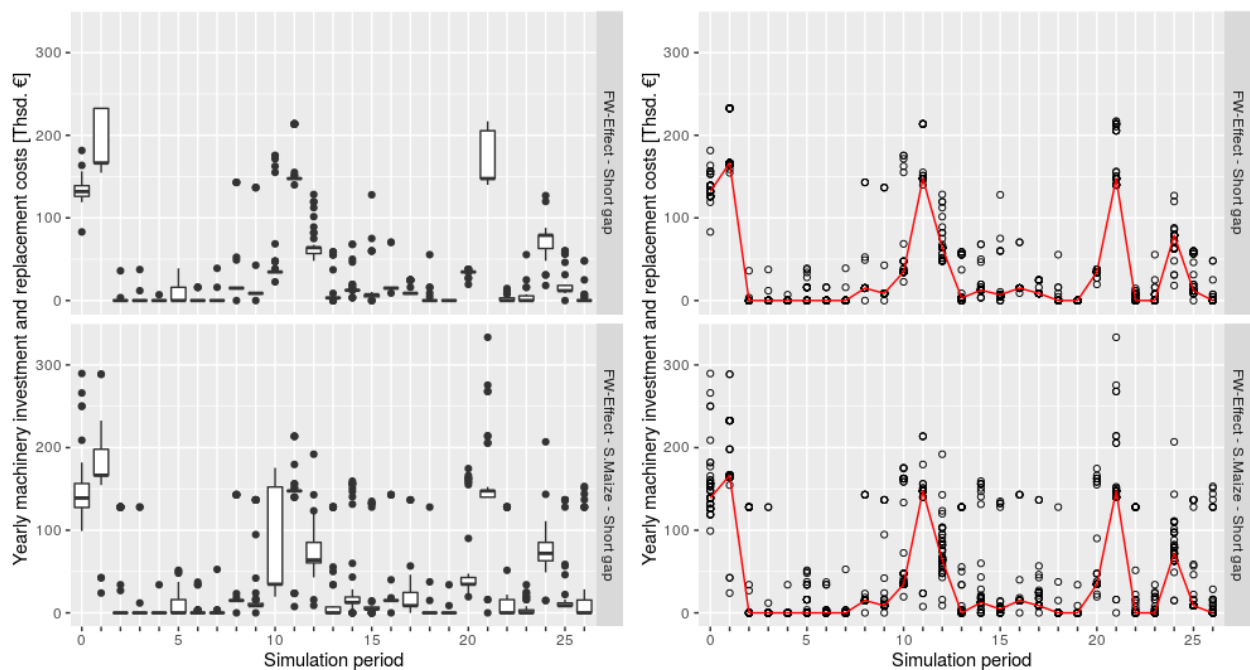 Yearly machinery investment and replacement costs [Thsd. €]
300
200
100
0
FW-Effect - Short gap
300
200
100
0
FW-Effect - S.Maize - Short gap
0 5 10 15 20 25
Simulation period
Yearly machinery investment and replacement costs [Thsd. €]
300
200
100
0
FW-Effect - Short gap
300
200
100
0
FW-Effect - S.Maize - Short gap
0 5 10 15 20 25
Simulation period